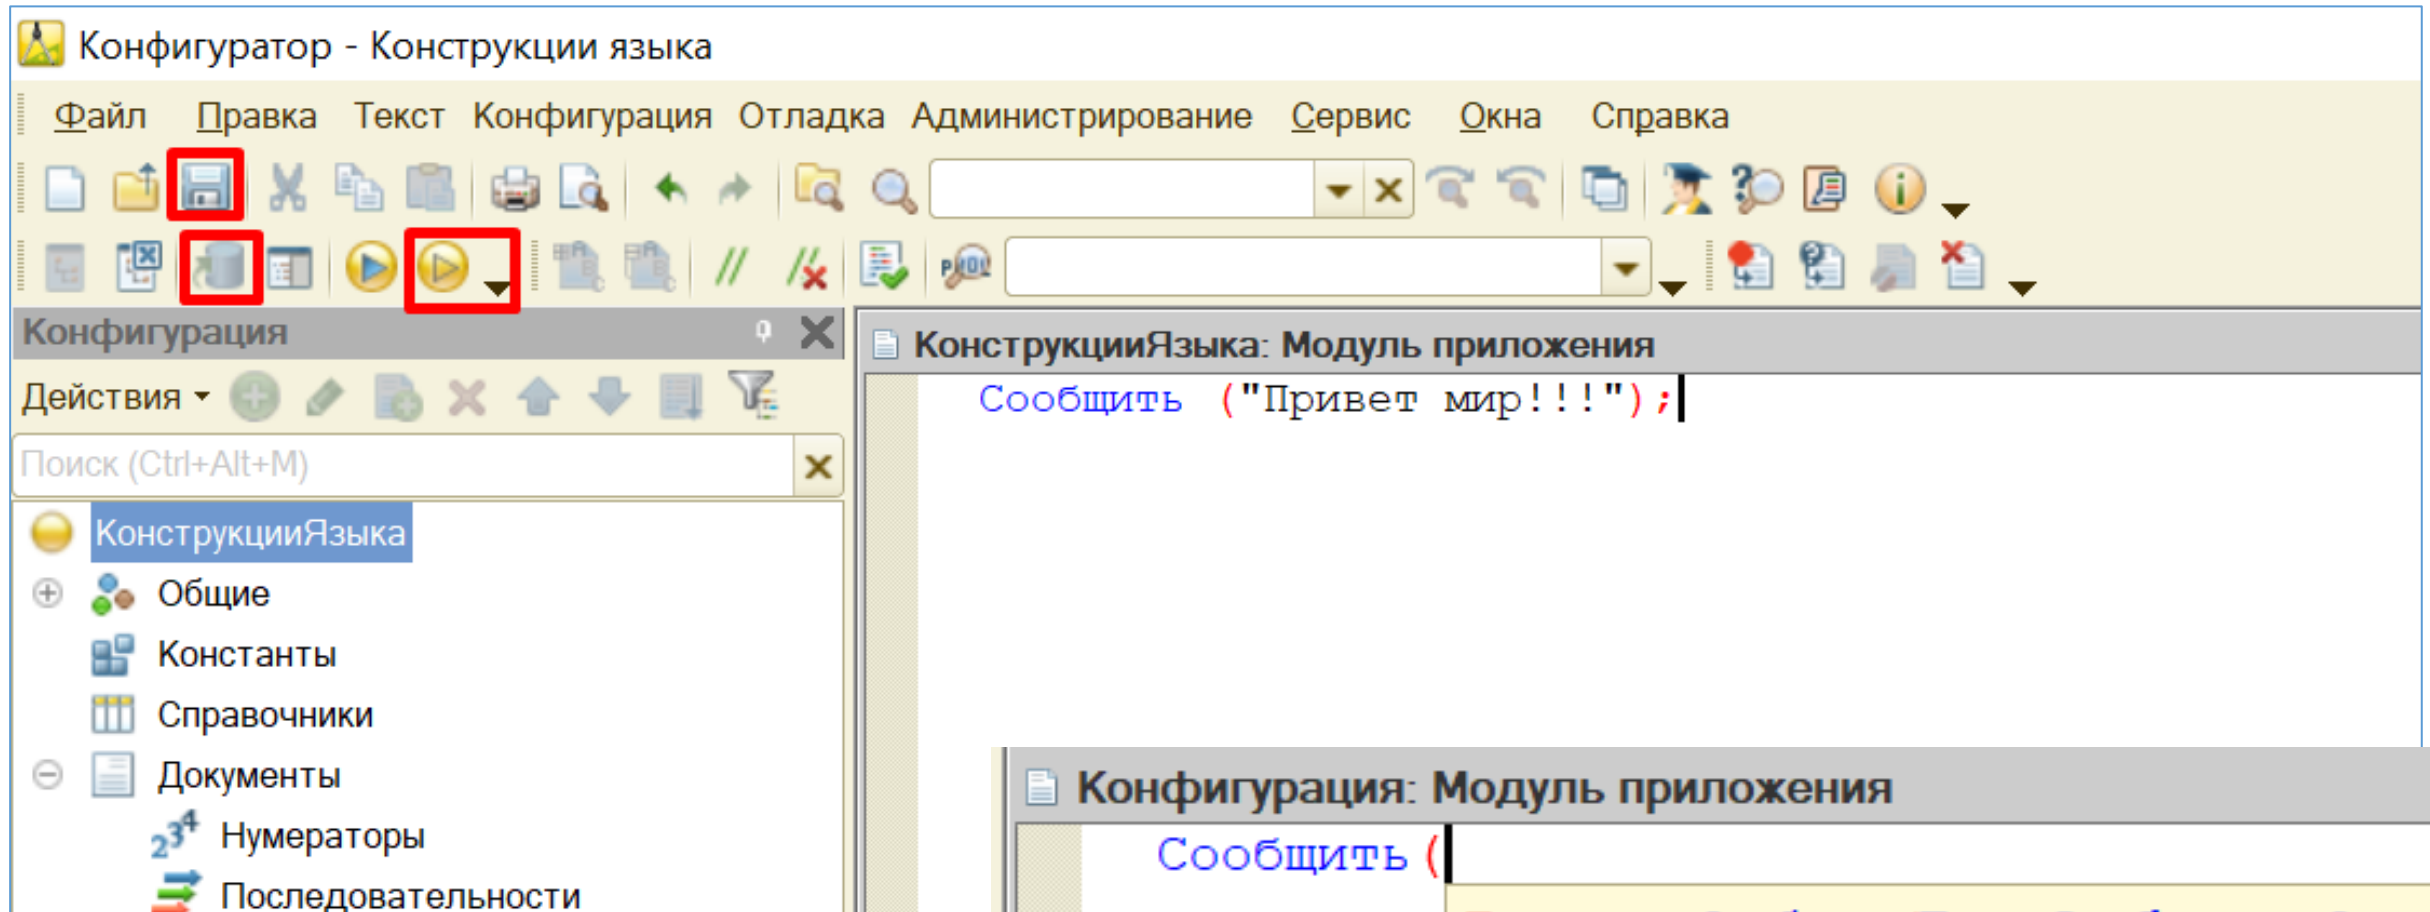 Конфигуратор - Конструкции языка
Файл Правка Текст Конфигурация Отладка Администрирование Сервис Окна Справка
Конфигурация
Действия
Поиск (Ctrl+Alt+M)
КонструкцииЯзыка
Общие
Константы
Справочники
Документы
Нумераторы
Последовательности
КонструкцииЯзыка: Модуль приложения
Сообщить ("Привет мир!!!");
Конфигурация: Модуль приложения
Сообщить(